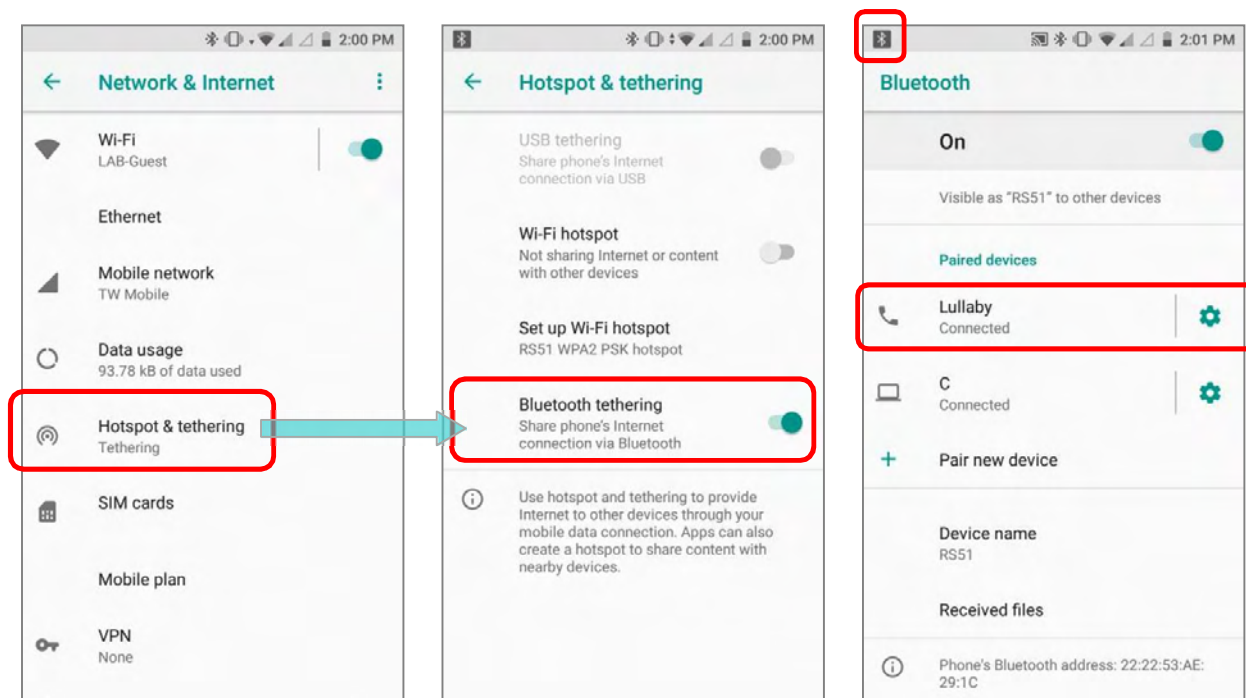 2:00 PM
Network & Internet
Wi-Fi
LAB-Guest
Ethernet
Mobile network
TW Mobile
Data usage
93.78 kB of data used
Hotspot & tethering
Tethering
SIM cards
Mobile plan
VPN
None
2:00 PM
Hotspot & tethering
USB tethering
Share phone's Internet
connection via USB
Wi-Fi hotspot
Not sharing Internet or content
with other devices
Set up Wi-Fi hotspot
RS51 WPA2 PSK hotspot
Bluetooth tethering
Share phone's Internet
connection via Bluetooth
Use hotspot and tethering to provide
Internet to other devices through your
mobile data connection. Apps can also
create a hotspot to share content with
nearby devices.
2:01 PM
Bluetooth
On
Visible as "RS51" to other devices
Paired devices
Lullaby
Connected
C
Connected
Pair new device
Device name
RS51
Received files
Phone's Bluetooth address: 22:22:53:AE:
29:1C